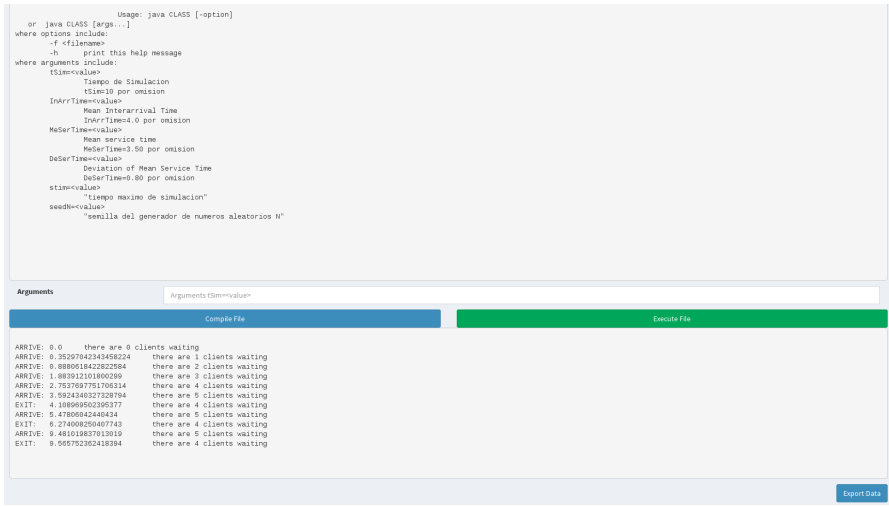 Usage: java CLASS [-option]
or java CLASS [args...]
where options include:
-f <filename>
-h print this help message
where arguments include:
tSim=<value>
Tiempo de Simulacion
tSim=10 por omision
InArrTime=<value>
Mean Interarrival Time
InArrTime=4.0 por omision
MeSerTime=<value>
Mean service time
MeSerTime=3.50 por omision
DeSerTime=<value>
Deviation of Mean Service Time
DeSerTime=0.80 por omision
stim=<value>
"tiempo maximo de simulacion"
seedN=<value>
"semilla del generador de numeros aleatorios N"
Arguments
Arguments tSim=<value>
Compile File
Execute File
ARRIVE: 0.0 there are 0 clients waiting
ARRIVE: 0.35297042343458224 there are 1 clients waiting
ARRIVE: 0.8880618422822584 there are 2 clients waiting
ARRIVE: 1.883912101800299 there are 3 clients waiting
ARRIVE: 2.7537697751706314 there are 4 clients waiting
ARRIVE: 3.5924340327328794 there are 5 clients waiting
EXIT: 4.108969502395377 there are 4 clients waiting
ARRIVE: 5.47806042440434 there are 5 clients waiting
EXIT: 6.274008250407743 there are 4 clients waiting
ARRIVE: 9.481019837013019 there are 5 clients waiting
EXIT: 9.565752362418394 there are 4 clients waiting
Export Data